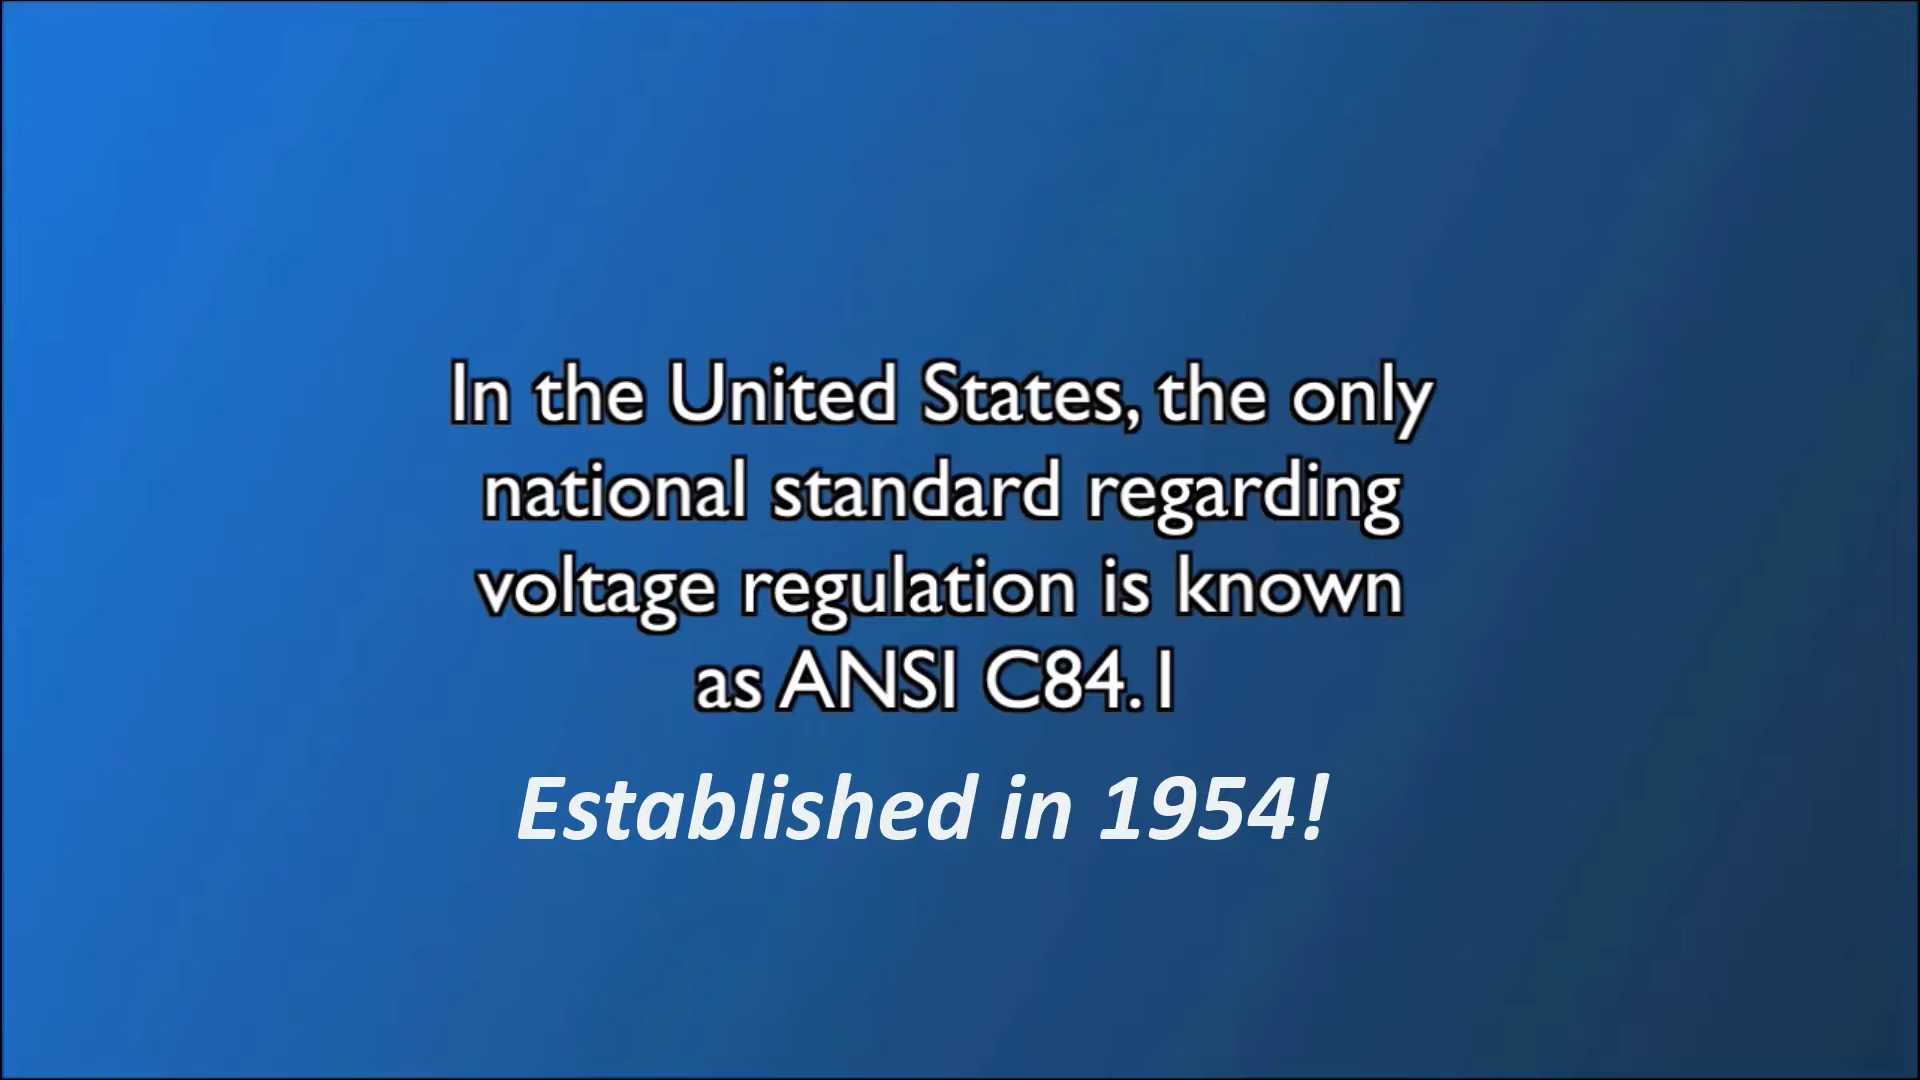 In the United States, the only
national standard regarding
voltage regulation is known
as ANSI C84.1
Established in 1954!